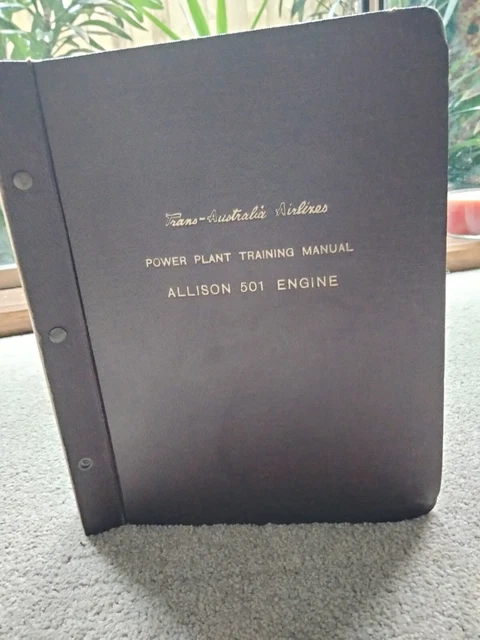 Trans-Australia Airlines
POWER PLANT TRAINING MANUAL
ALLISON 501 ENGINE